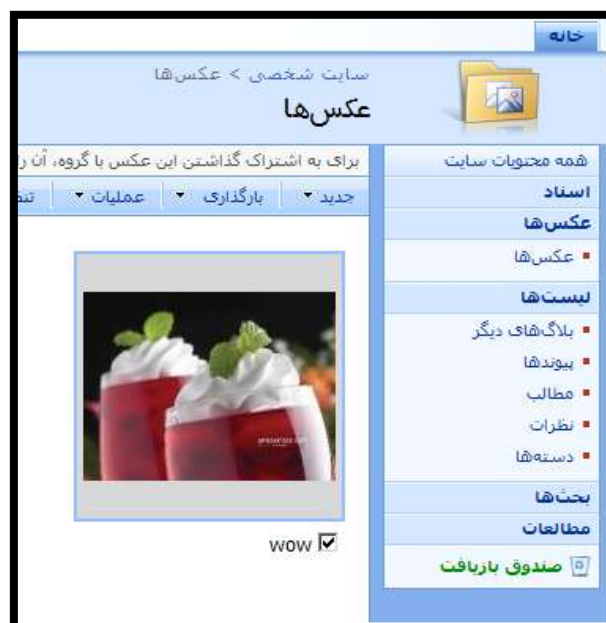 خانه
سایت شخصی > عکس‌ها
عکس‌ها
همه محتویات سایت
اسناد
عکس‌ها
عکس‌ها
لیست‌ها
بلاگ‌های دیگر
پیوندها
مطالب
نظرات
دسته‌ها
بحث‌ها
مطالعات
صندوق بازیافت
برای به اشتراک گذاشتن این عکس با گروه، آن را
جدید بارگذاری عملیات
wow